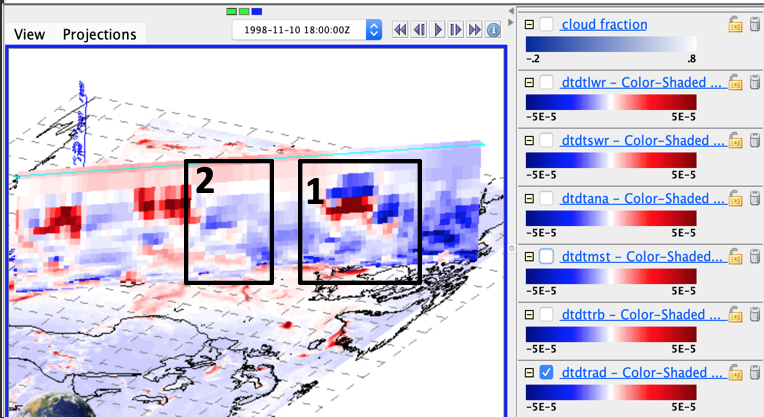 View Projections
1998-11-10 18:00:00Z
2
1
cloud fraction
-.2 .8
dtdtlwr - Color-Shaded ...
-5E-5 5E-5
dtdtswr - Color-Shaded ...
-5E-5 5E-5
dtdtana - Color-Shaded ...
-5E-5 5E-5
dtdtmst - Color-Shaded...
-5E-5 5E-5
dtdttrb - Color-Shaded ...
-5E-5 5E-5
dtdtrad - Color-Shaded ...
-5E-5 5E-5